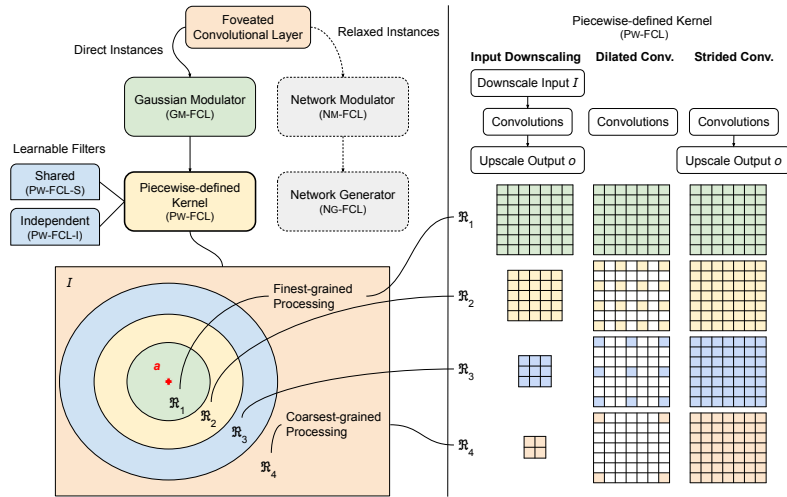 Foveated
Convolutional Layer
Direct Instances
Relaxed Instances
Gaussian Modulator
(GM-FCL)
Network Modulator
(NM-FCL)
Learnable Filters
Shared
(PW-FCL-S)
Independent
(PW-FCL-I)
Piecewise-defined
Kernel
(PW-FCL)
Network Generator
(NG-FCL)
I
Finest-grained
Processing
a
ℜ1
ℜ2
ℜ3
ℜ4
Coarsest-grained
Processing
Piecewise-defined Kernel
(PW-FCL)
Input Downscaling Dilated Conv. Strided Conv.
Downscale Input I
Convolutions Convolutions Convolutions
Upscale Output o Upscale Output o
ℜ1
ℜ2
ℜ3
ℜ4